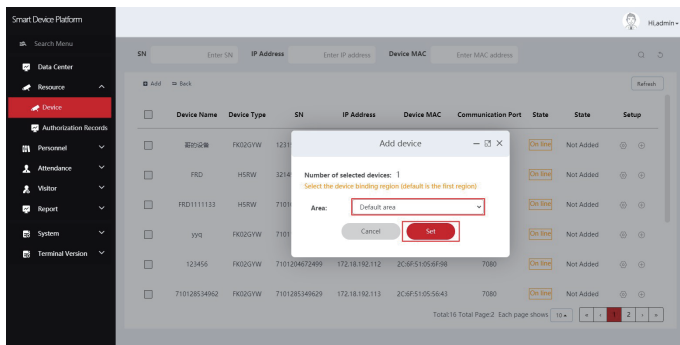 Smart Device Platform
Hi,admin
Search Menu
SN Enter SN IP Address Enter IP address Device MAC Enter MAC address
Data Center
Resource
Add Back Refresh
Device
Device Name Device Type SN IP Address Device MAC Communication Port State State Setup
Authorization Records
Personnel
FK02GYW 1231 On line Not Added
Add device
Attendance
FRD HSRW 3214 On line Not Added
Number of selected devices: 1
Visitor
Select the device binding region (default is the first region)
Report
FRD1111133 HSRW 7101 On line Not Added
Area: Default area
System
yyq FK02GYW 7101 On line Not Added
Cancel Set
Terminal Version
123456 FK02GYW 7101204672499 172.18.192.112 2C:6F:51:05:6F:98 7080 On line Not Added
710128534962 FK02GYW 7101285349629 172.18.192.113 2C:6F:51:05:56:43 7080 On line Not Added
Total:16 Total Page:2 Each page shows 10 « ‹ 1 2 › »